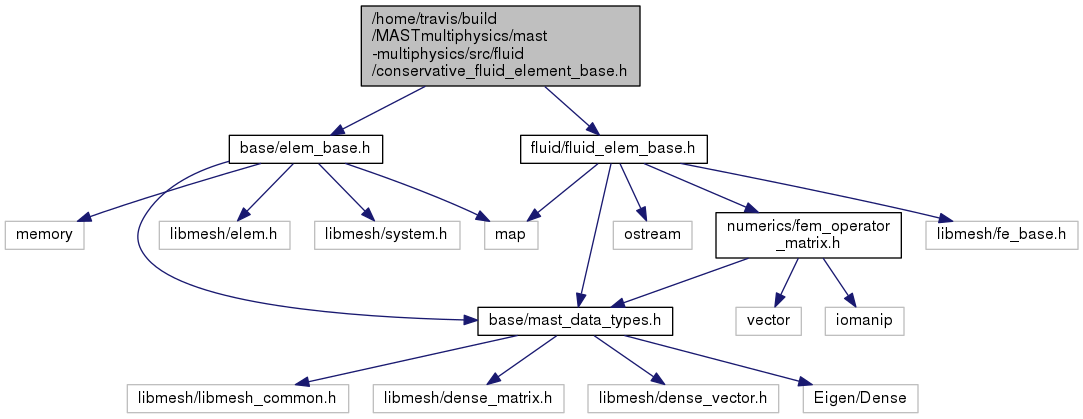 /home/travis/build
/MASTmultiphysics/mast
-multiphysics/src/fluid
/conservative_fluid_element_base.h
base/elem_base.h
fluid/fluid_elem_base.h
memory
libmesh/elem.h
libmesh/system.h
map
ostream
numerics/fem_operator
_matrix.h
libmesh/fe_base.h
base/mast_data_types.h
vector
iomanip
libmesh/libmesh_common.h
libmesh/dense_matrix.h
libmesh/dense_vector.h
Eigen/Dense